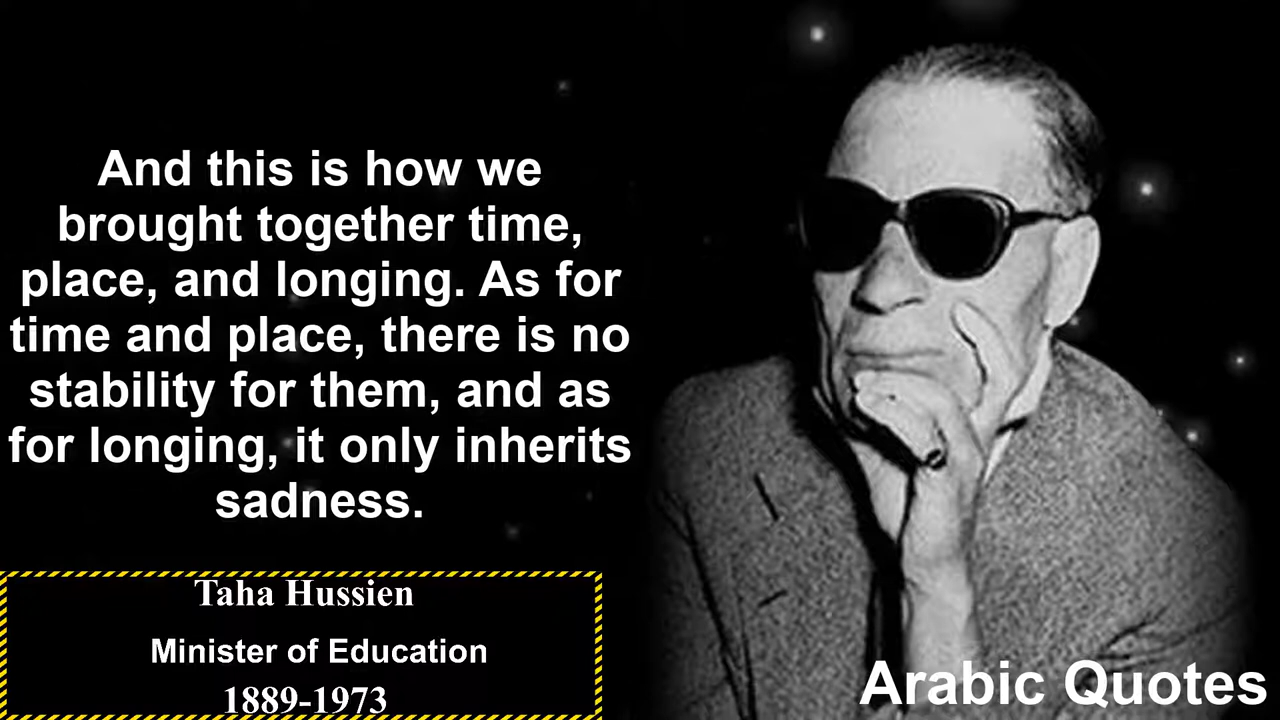 And this is how we
brought together time,
place, and longing. As for
time and place, there is no
stability for them, and as
for longing, it only inherits
sadness.
Taha Hussien
Minister of Education
1889-1973
Arabic Quotes